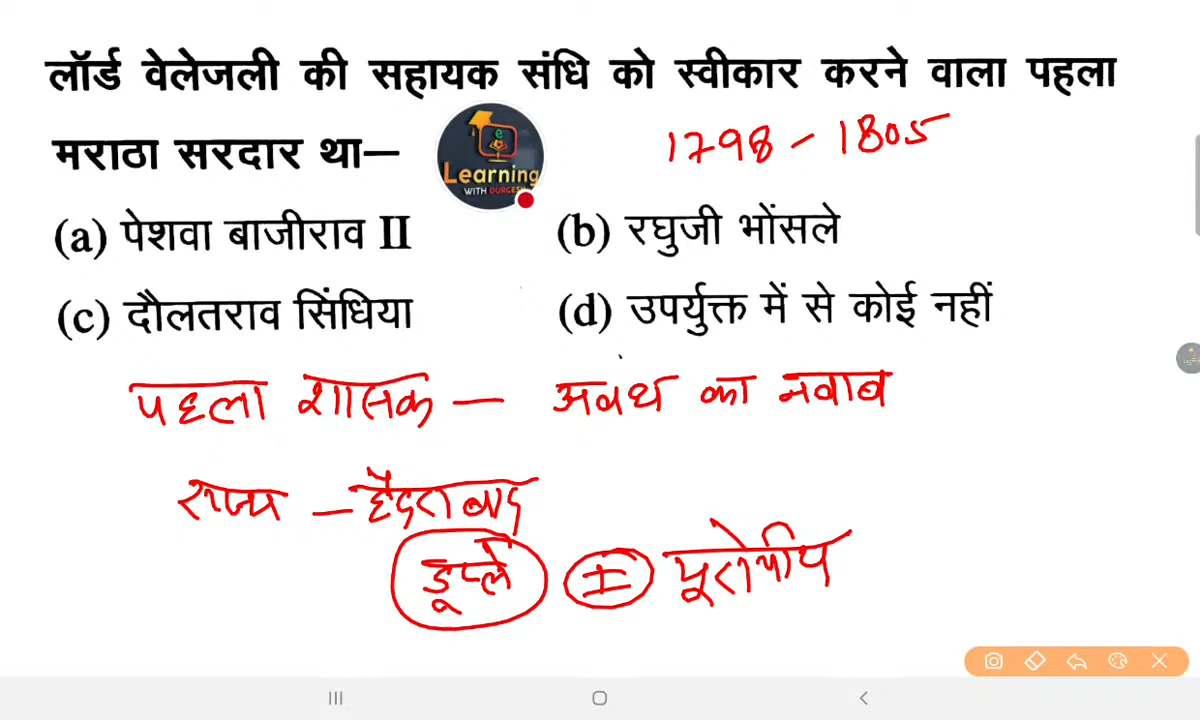 लॉर्ड वेलेजली की सहायक संधि को स्वीकार करने वाला पहला
मराठा सरदार था—
e
Learning
WITH DURGESH
1798 - 1805
(a) पेशवा बाजीराव II
(b) रघुजी भोंसले
(c) दौलतराव सिंधिया
(d) उपर्युक्त में से कोई नहीं
पहला शासक — अवध का नवाब
राज्य — हैदराबाद
डूप्ले I यूरोपीय